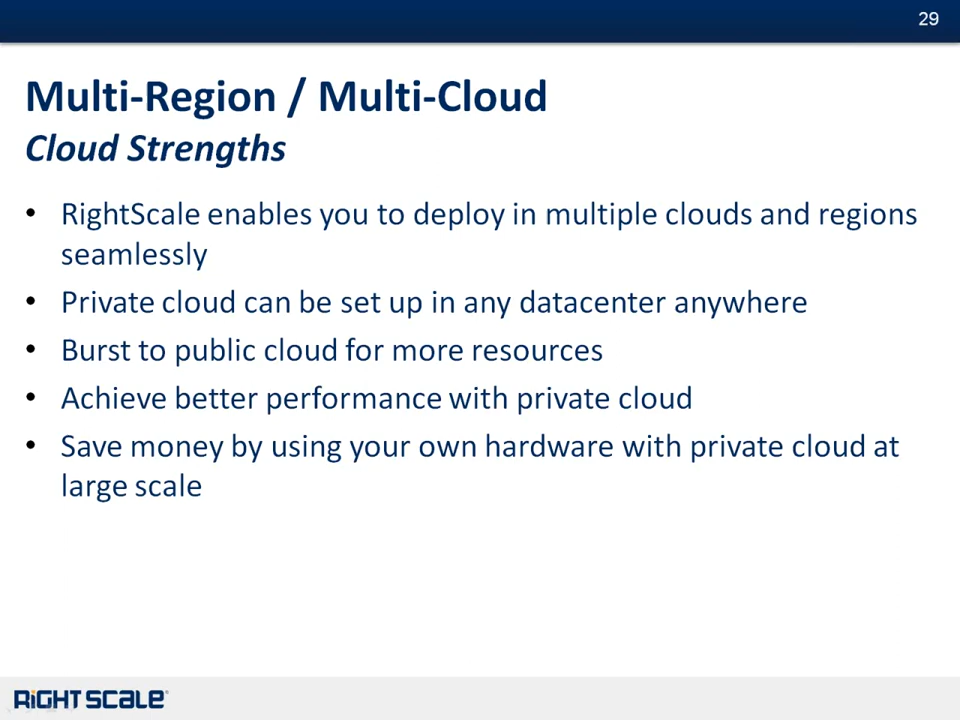 29
Multi-Region / Multi-Cloud
Cloud Strengths
• RightScale enables you to deploy in multiple clouds and regions
seamlessly
• Private cloud can be set up in any datacenter anywhere
• Burst to public cloud for more resources
• Achieve better performance with private cloud
• Save money by using your own hardware with private cloud at
large scale
RIGHTSCALE